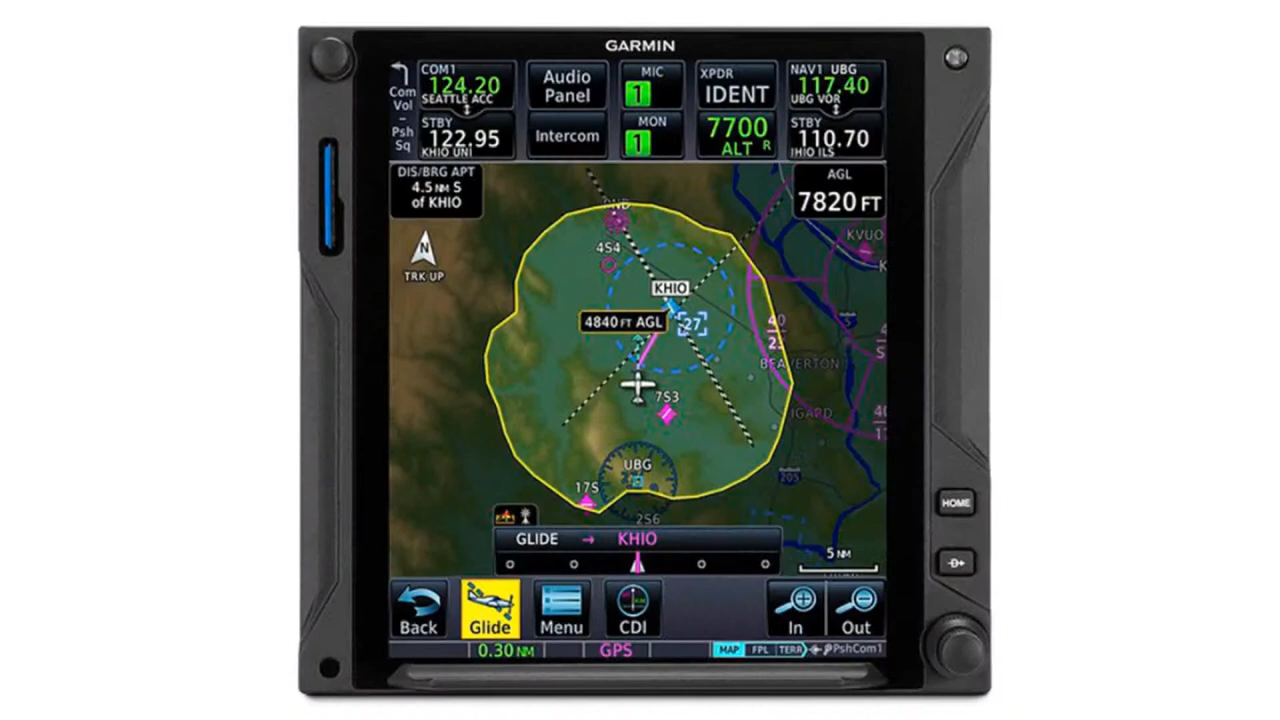 GARMIN
Com
Vol
-
Psh
Sq
COM1
124.20
SEATTLE ACC
STBY
122.95
KHIO UNI
Audio
Panel
Intercom
MIC
1
MON
1
XPDR
IDENT
7700
ALT R
NAV1 UBG
117.40
UBG VOR
STBY
110.70
IHIO ILS
DIS/BRG APT
4.5 NM S
of KHIO
AGL
7820 FT
N
TRK UP
4S4
KVUO
KHIO
4840 FT AGL
27
5
BEAVERTON
7S3
IGARD
UBG
205
17S
2S6
GLIDE → KHIO
5 NM
Back
Glide
Menu
CDI
In
Out
0.30 NM
GPS
MAP FPL TERR
PshCom1
HOME
D